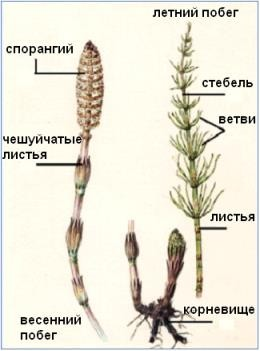 летний побег
спорангий
стебель
ветви
чешуйчатые
листья
листья
корневище
весенний
побег